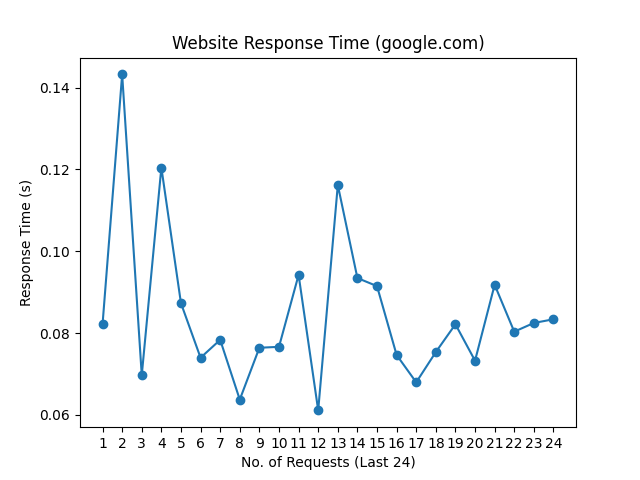 Website Response Time (google.com)
Response Time (s)
0.14
0.12
0.10
0.08
0.06
1 2 3 4 5 6 7 8 9 10 11 12 13 14 15 16 17 18 19 20 21 22 23 24
No. of Requests (Last 24)